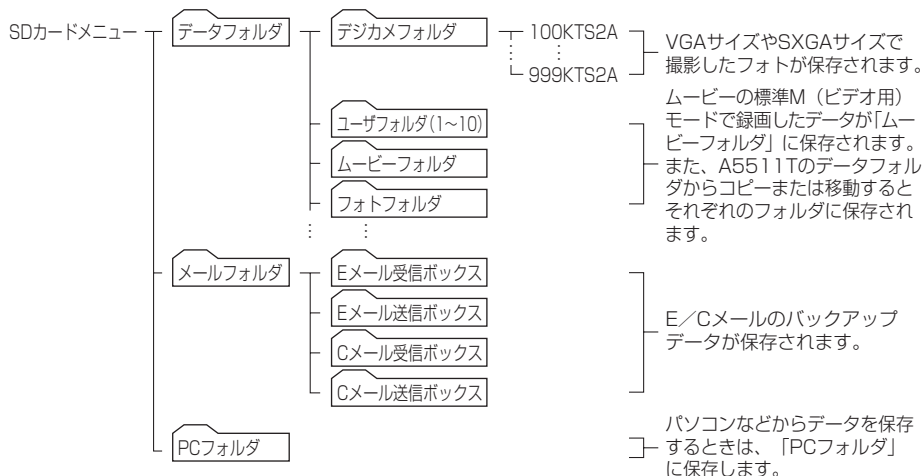 SDカードメニュー
データフォルダ
デジカメフォルダ
100KTS2A
999KTS2A
VGAサイズやSXGAサイズで
撮影したフォトが保存されます。
ユーザフォルダ(1~10)
ムービーフォルダ
フォトフォルダ
ムービーの標準M（ビデオ用）
モードで録画したデータが「ムー
ビーフォルダ」に保存されます。
また、A5511Tのデータフォル
ダからコピーまたは移動すると
それぞれのフォルダに保存され
ます。
メールフォルダ
Eメール受信ボックス
Eメール送信ボックス
Cメール受信ボックス
Cメール送信ボックス
E／Cメールのバックアップ
データが保存されます。
PCフォルダ
パソコンなどからデータを保存
するときは、「PCフォルダ」
に保存します。